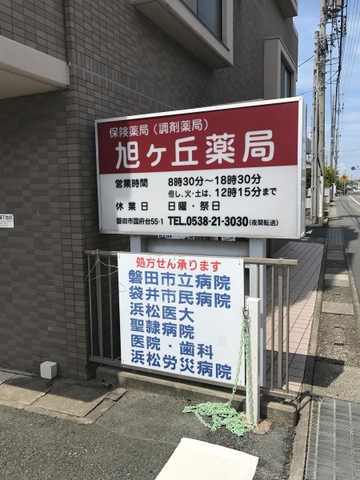 保険薬局(調剤薬局)
旭ヶ丘薬局
営業時間 8時30分〜18時30分
但し、火・土は、12時15分まで
休業日 日曜・祭日
磐田市国府台55-1 TEL.0538-21-3030(夜間転送)
処方せん承ります
磐田市立病院
袋井市民病院
浜松医大
聖隷病院
医院・歯科
浜松労災病院